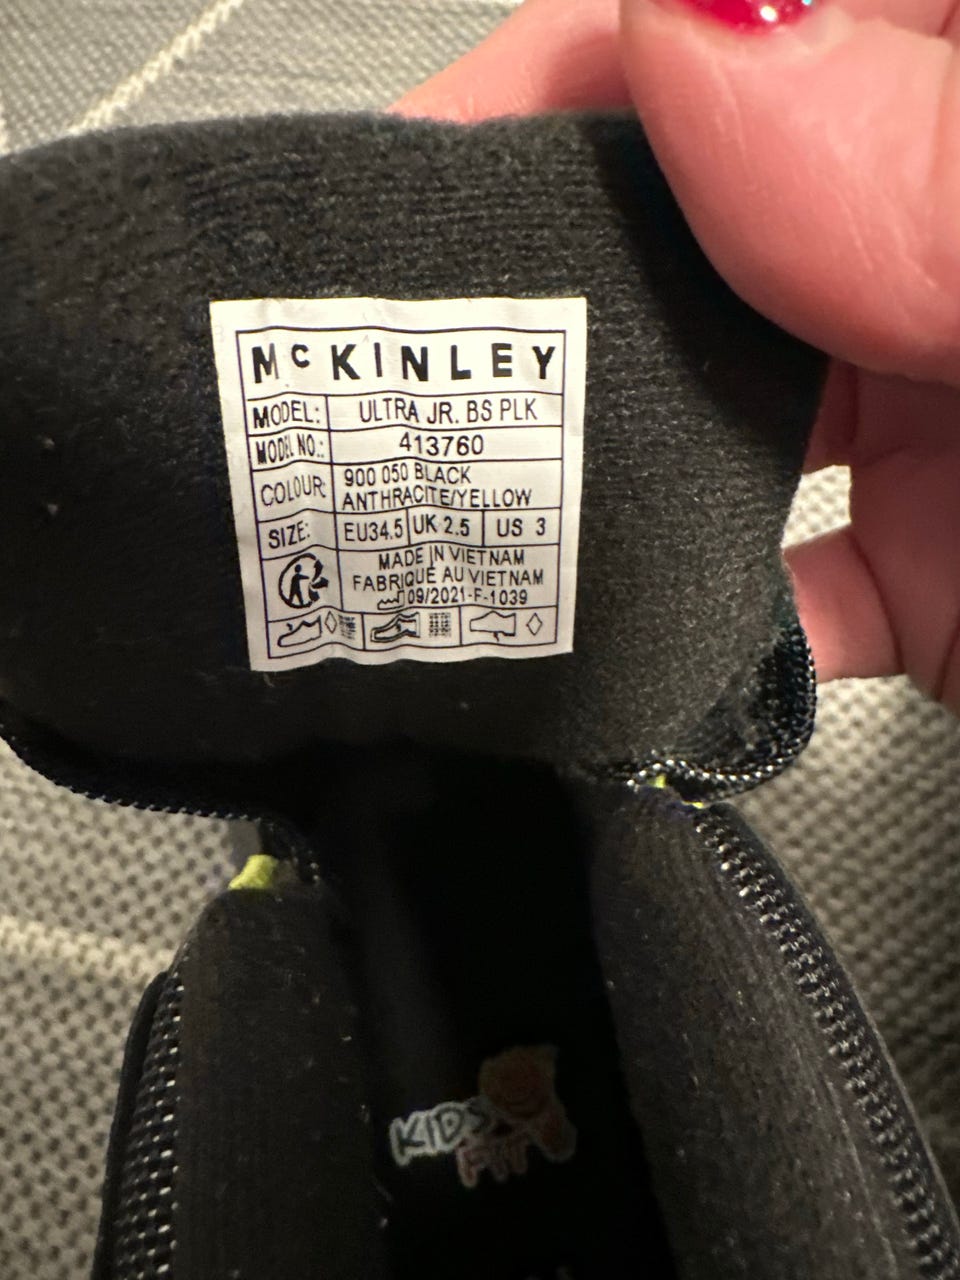 McKINLEY
MODEL: ULTRA JR. BS PLK
MODEL NO.: 413760
COLOUR: 900 050 BLACK
ANTHRACITE/YELLOW
SIZE: EU34.5 UK 2.5 US 3
MADE IN VIETNAM
FABRIQUÉ AU VIETNAM
09/2021-F-1039
KIDS
FIT